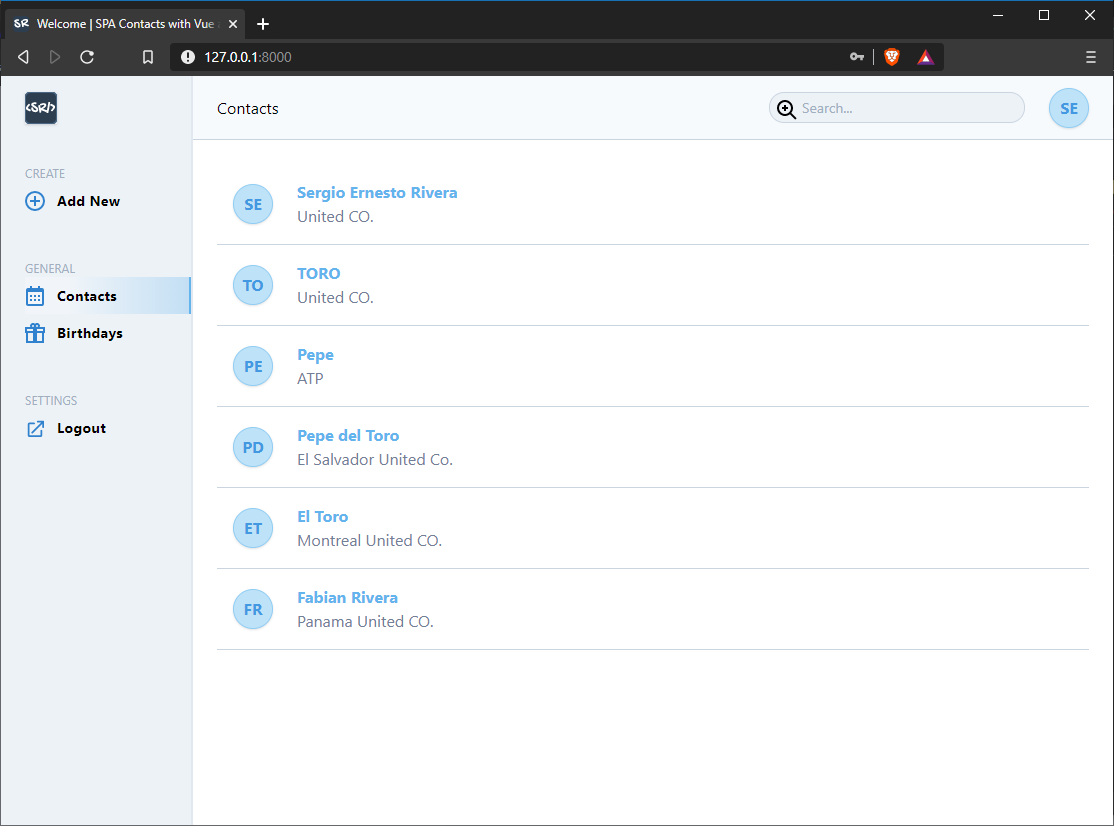 SR Welcome | SPA Contacts with Vue
127.0.0.1:8000
<SR/>
Contacts
Search...
SE
CREATE
Add New
GENERAL
Contacts
Birthdays
SETTINGS
Logout
SE
Sergio Ernesto Rivera
United CO.
TO
TORO
United CO.
PE
Pepe
ATP
PD
Pepe del Toro
El Salvador United Co.
ET
El Toro
Montreal United CO.
FR
Fabian Rivera
Panama United CO.